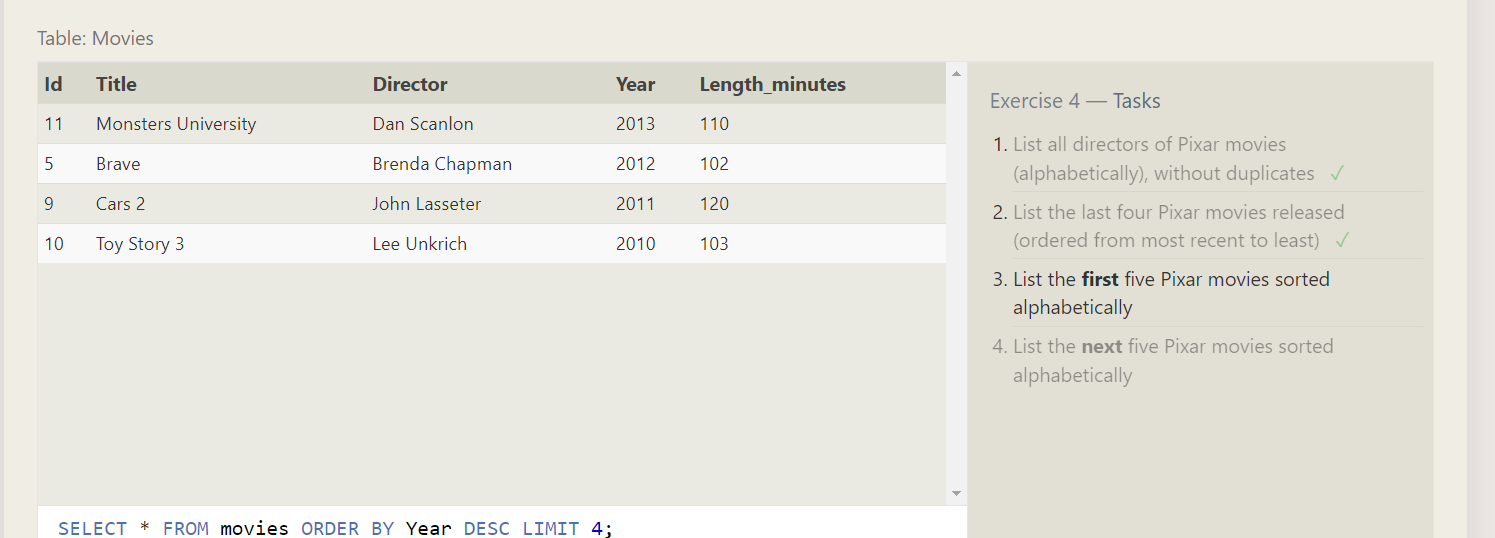 Table: Movies
Id Title Director Year Length_minutes
11 Monsters University Dan Scanlon 2013 110
5 Brave Brenda Chapman 2012 102
9 Cars 2 John Lasseter 2011 120
10 Toy Story 3 Lee Unkrich 2010 103
SELECT * FROM movies ORDER BY Year DESC LIMIT 4;
Exercise 4 — Tasks
1. List all directors of Pixar movies
(alphabetically), without duplicates ✓
2. List the last four Pixar movies released
(ordered from most recent to least) ✓
3. List the first five Pixar movies sorted
alphabetically
4. List the next five Pixar movies sorted
alphabetically